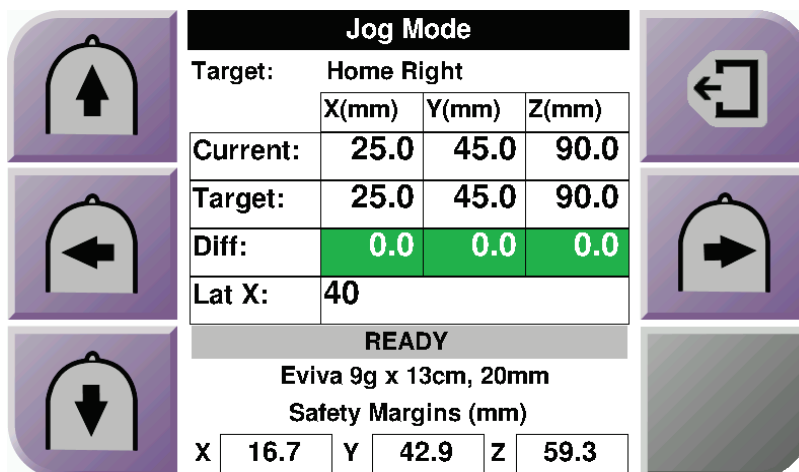 Jog Mode
Target: Home Right
X(mm) Y(mm) Z(mm)
Current: 25.0 45.0 90.0
Target: 25.0 45.0 90.0
Diff: 0.0 0.0 0.0
Lat X: 40
READY
Eviva 9g x 13cm, 20mm
Safety Margins (mm)
X 16.7 Y 42.9 Z 59.3